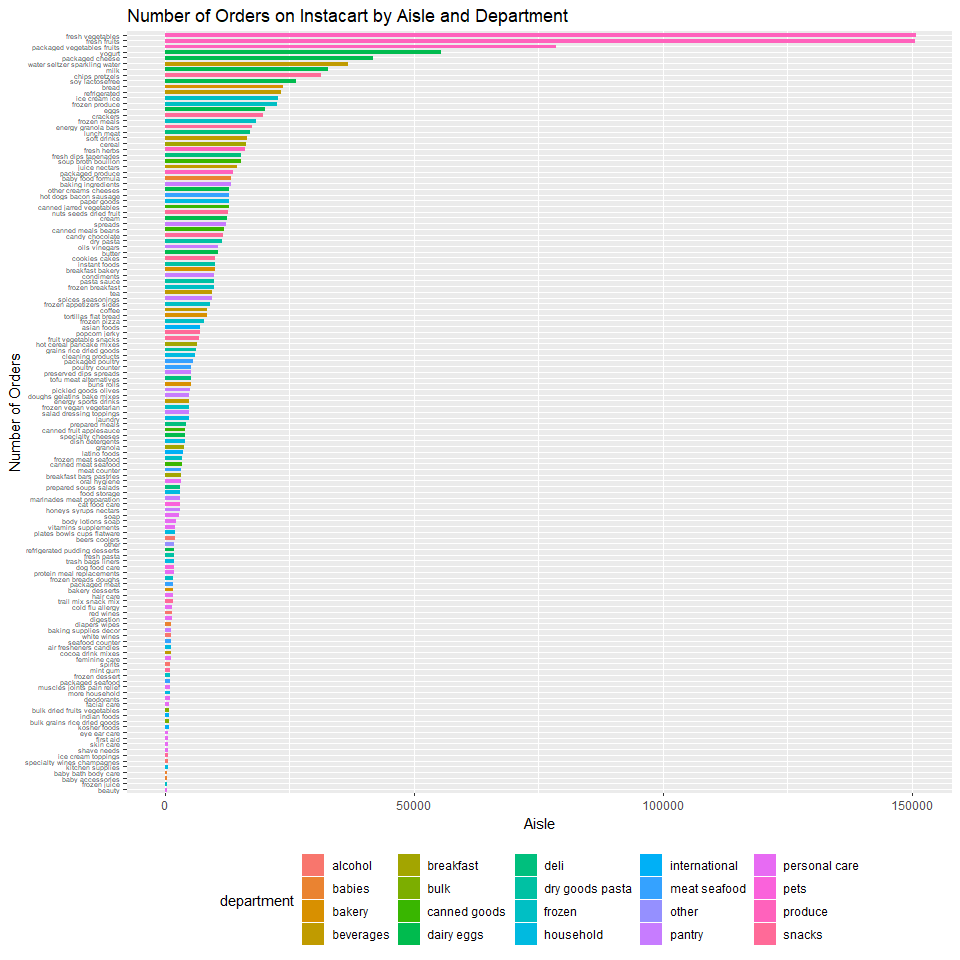 Number of Orders on Instacart by Aisle and Department
Number of Orders
fresh vegetables
fresh fruits
packaged vegetables fruits
yogurt
packaged cheese
water seltzer sparkling water
milk
chips pretzels
soy lactosefree
bread
refrigerated
ice cream ice
frozen produce
eggs
crackers
frozen meals
energy granola bars
lunch meat
soft drinks
cereal
fresh herbs
fresh dips tapenades
soup broth bouillon
juice nectars
packaged produce
baby food formula
baking ingredients
other creams cheeses
hot dogs bacon sausage
paper goods
canned jarred vegetables
nuts seeds dried fruit
cream
spreads
canned meals beans
candy chocolate
dry pasta
oils vinegars
butter
cookies cakes
instant foods
breakfast bakery
condiments
pasta sauce
frozen breakfast
tea
spices seasonings
frozen appetizers sides
coffee
tortillas flat bread
frozen pizza
asian foods
popcorn jerky
fruit vegetable snacks
hot cereal pancake mixes
grains rice dried goods
cleaning products
packaged poultry
poultry counter
preserved dips spreads
tofu meat alternatives
buns rolls
pickled goods olives
doughs gelatins bake mixes
energy sports drinks
frozen vegan vegetarian
salad dressing toppings
laundry
prepared meals
canned fruit applesauce
specialty cheeses
dish detergents
granola
latino foods
frozen meat seafood
canned meat seafood
meat counter
breakfast bars pastries
oral hygiene
prepared soups salads
food storage
marinades meat preparation
cat food care
honeys syrups nectars
soap
body lotions soap
vitamins supplements
plates bowls cups flatware
beers coolers
other
refrigerated pudding desserts
fresh pasta
trash bags liners
dog food care
protein meal replacements
frozen breads doughs
packaged meat
bakery desserts
hair care
trail mix snack mix
cold flu allergy
red wines
digestion
diapers wipes
baking supplies decor
white wines
seafood counter
air fresheners candles
cocoa drink mixes
feminine care
spirits
mint gum
frozen dessert
packaged seafood
muscles joints pain relief
more household
deodorants
facial care
bulk dried fruits vegetables
indian foods
bulk grains rice dried goods
kosher foods
eye ear care
first aid
skin care
shave needs
ice cream toppings
specialty wines champagnes
kitchen supplies
baby bath body care
baby accessories
frozen juice
beauty
0 50000 100000 150000
Aisle
department
alcohol breakfast deli international personal care
babies bulk dry goods pasta meat seafood pets
bakery canned goods frozen other produce
beverages dairy eggs household pantry snacks